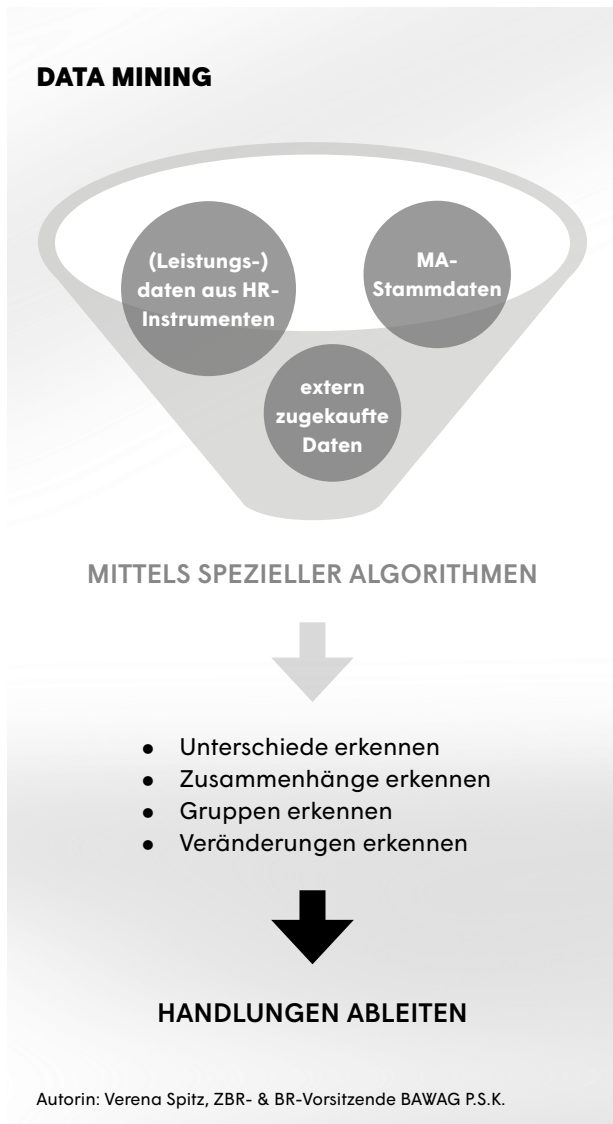 DATA MINING
(Leistungs-)
daten aus HR-
Instrumenten
MA-
Stammdaten
extern
zugekaufte
Daten
MITTELS SPEZIELLER ALGORITHMEN
• Unterschiede erkennen
• Zusammenhänge erkennen
• Gruppen erkennen
• Veränderungen erkennen
HANDLUNGEN ABLEITEN
Autorin: Verena Spitz, ZBR- & BR-Vorsitzende BAWAG P.S.K.